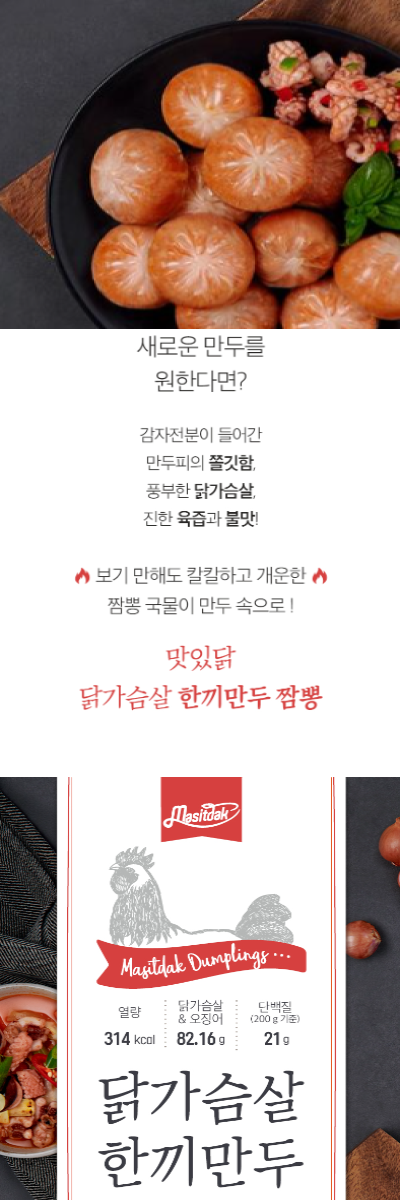 새로운 만두를
원한다면?
감자전분이 들어간
만두피의 쫄깃함,
풍부한 닭가슴살,
진한 육즙과 불맛!
보기 만해도 칼칼하고 개운한
짬뽕 국물이 만두 속으로 !
맛있닭
닭가슴살 한끼만두 짬뽕
Masitdak
Masitdak Dumplings ...
열량
314 kcal
닭가슴살
& 오징어
82.16 g
단백질
(200 g 기준)
21 g
닭가슴살
한끼만두